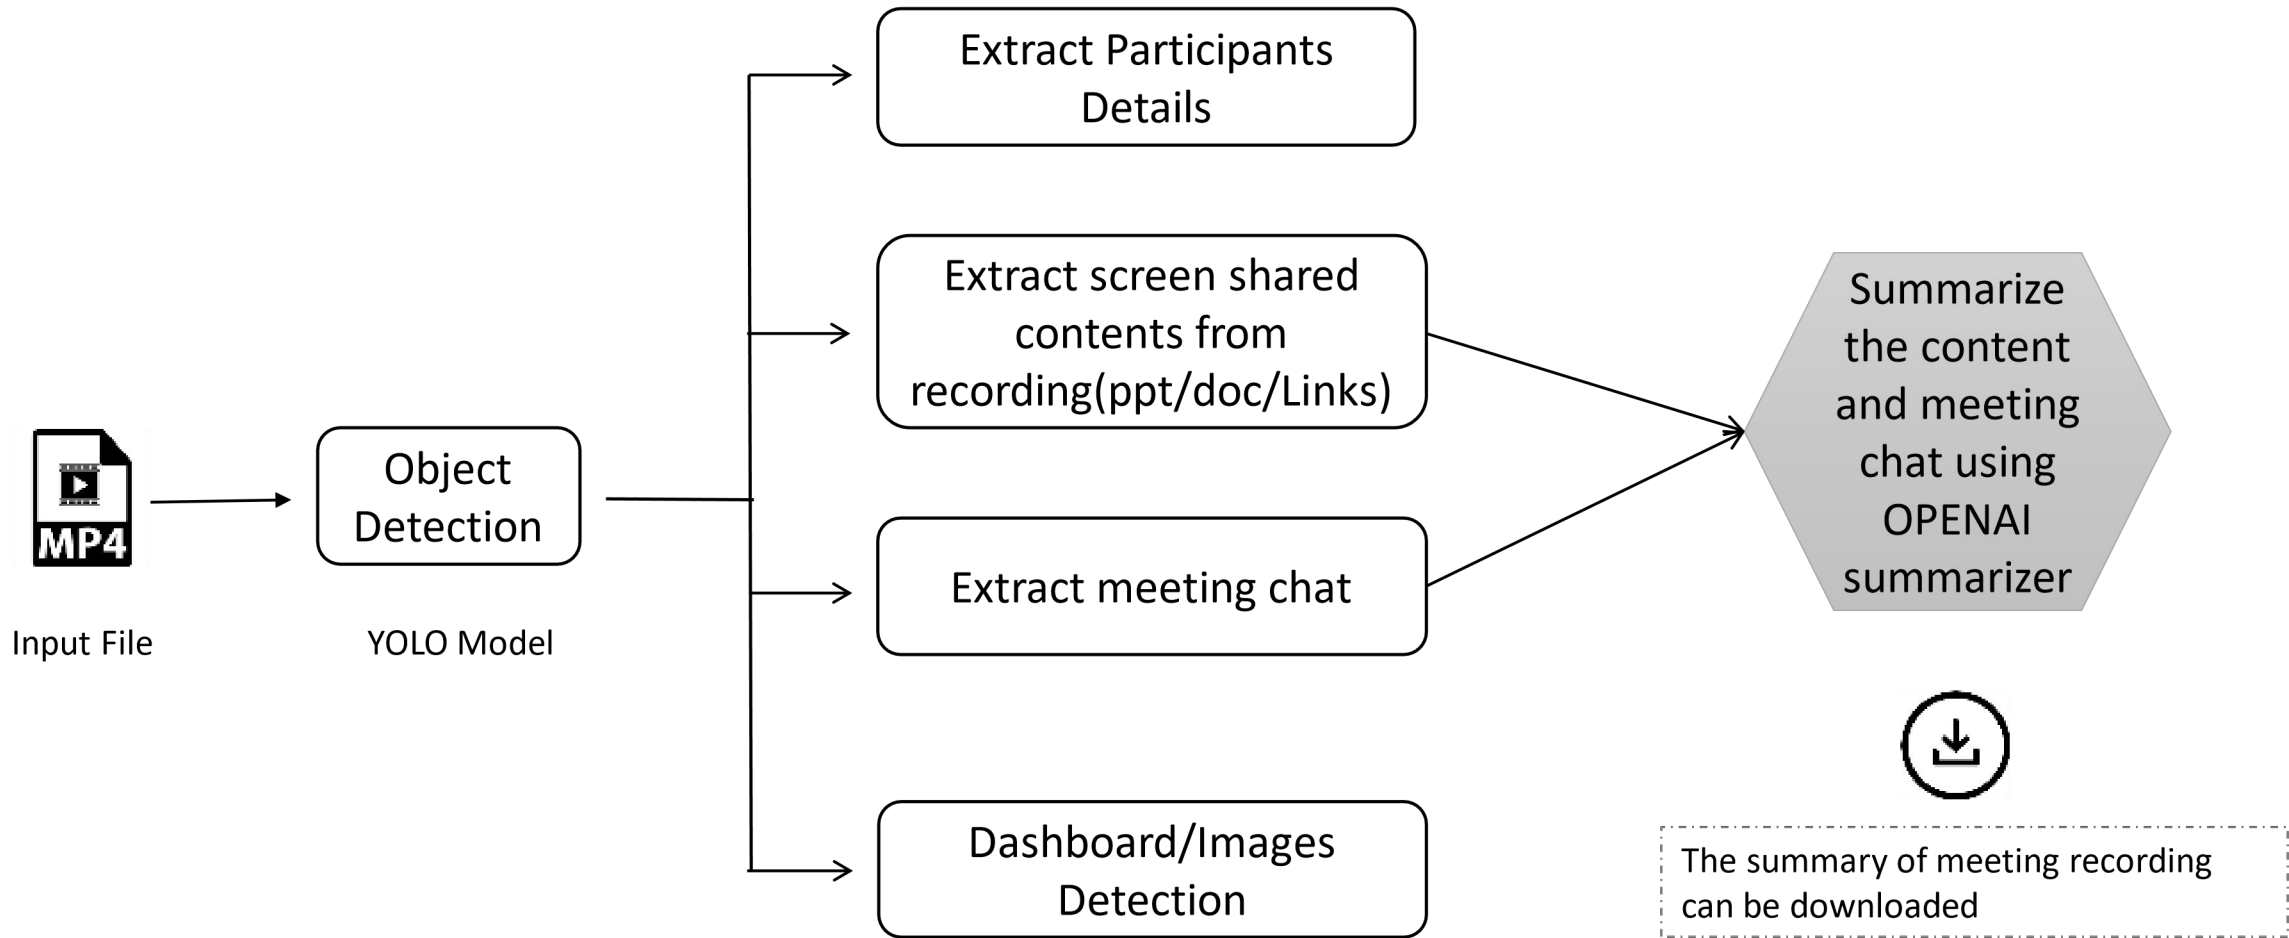 MP4
Input File
Object
Detection
YOLO Model
Extract Participants
Details
Extract screen shared
contents from
recording(ppt/doc/Links)
Extract meeting chat
Dashboard/Images
Detection
Summarize
the content
and meeting
chat using
OPENAI
summarizer
The summary of meeting recording
can be downloaded